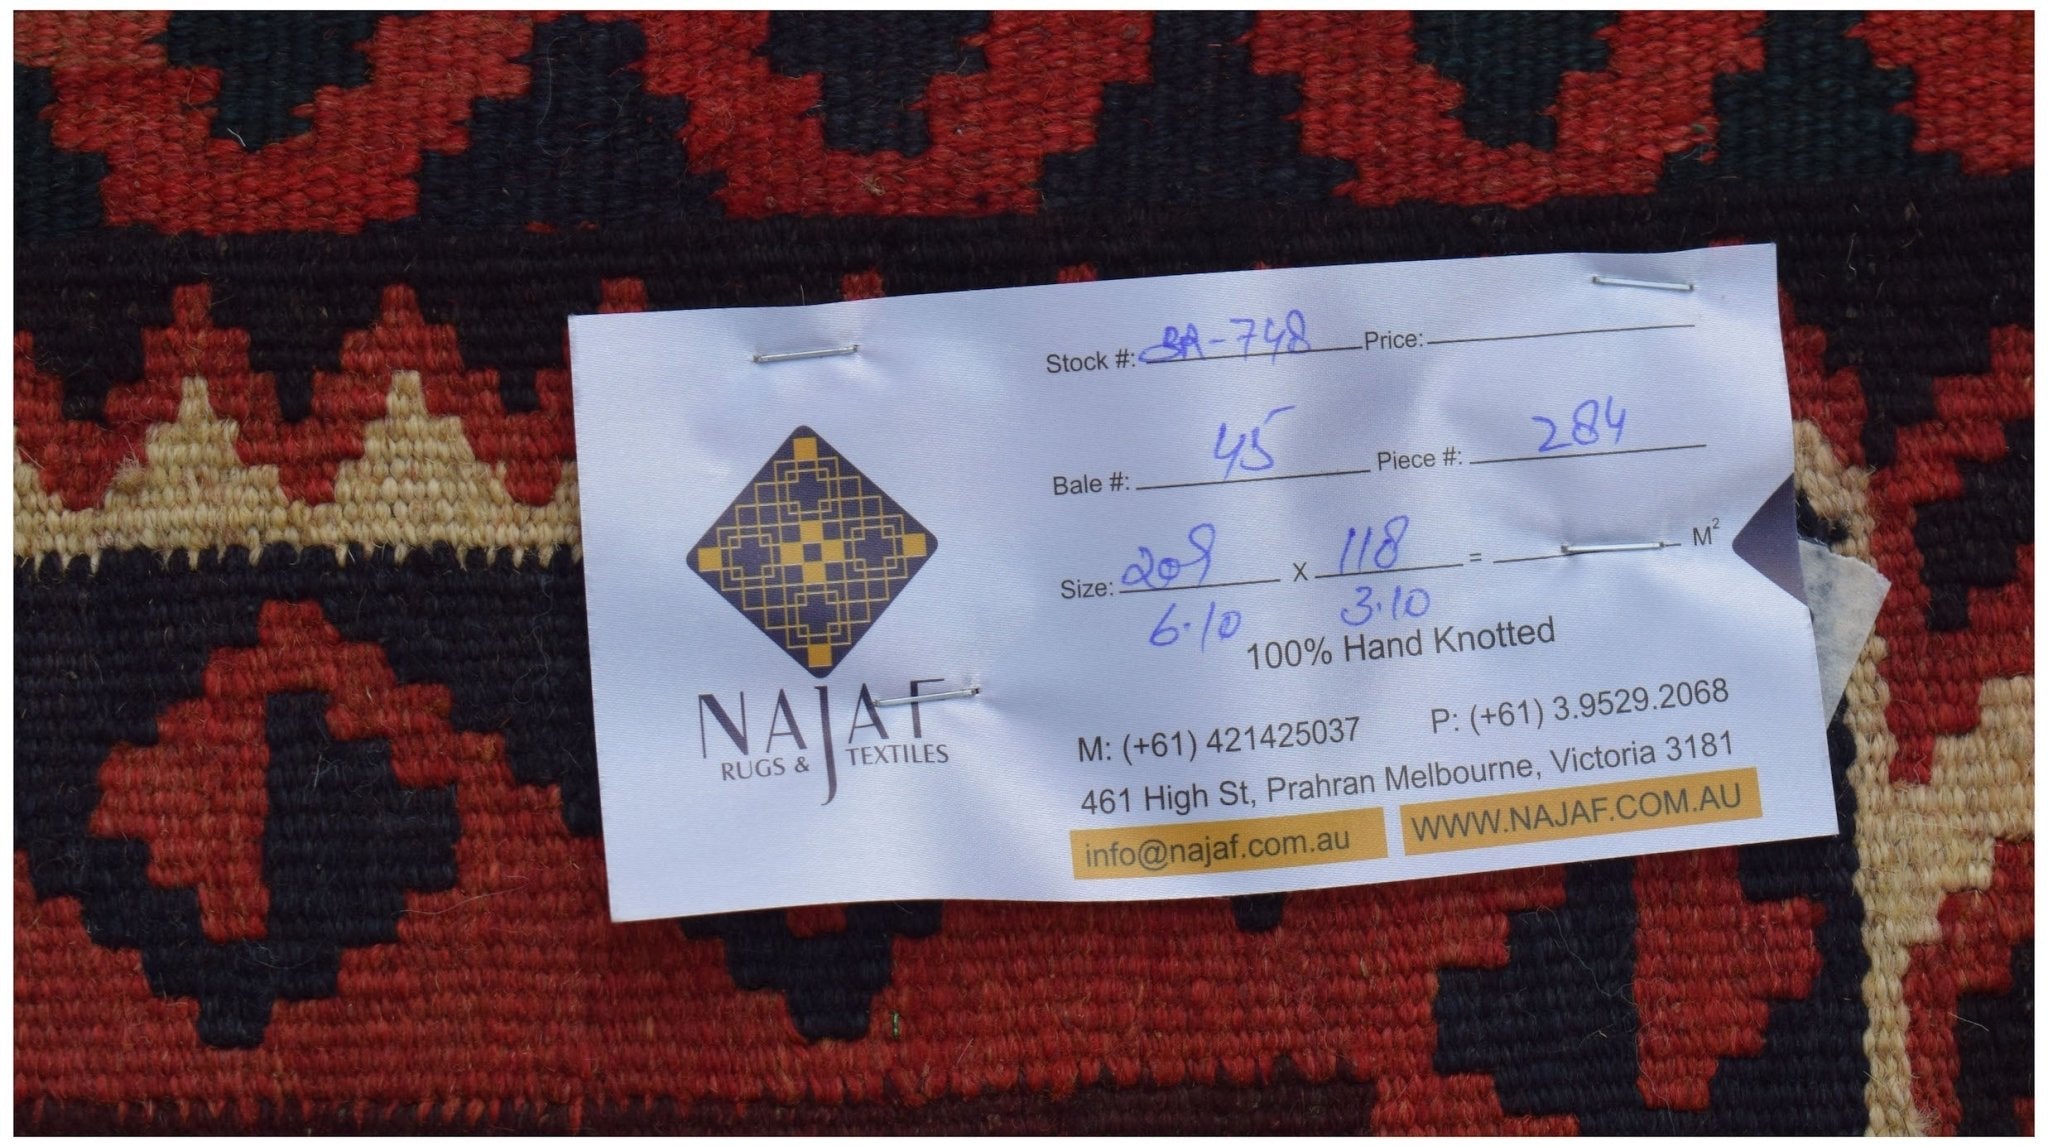 Stock #: -748 Price:
Bale #: 45 Piece #: 284
Size: 209 x 118 = M²
6.10 3.10
100% Hand Knotted
NAJAF
RUGS & TEXTILES
M: (+61) 421425037 P: (+61) 3.9529.2068
461 High St, Prahran Melbourne, Victoria 3181
info@najaf.com.au WWW.NAJAF.COM.AU